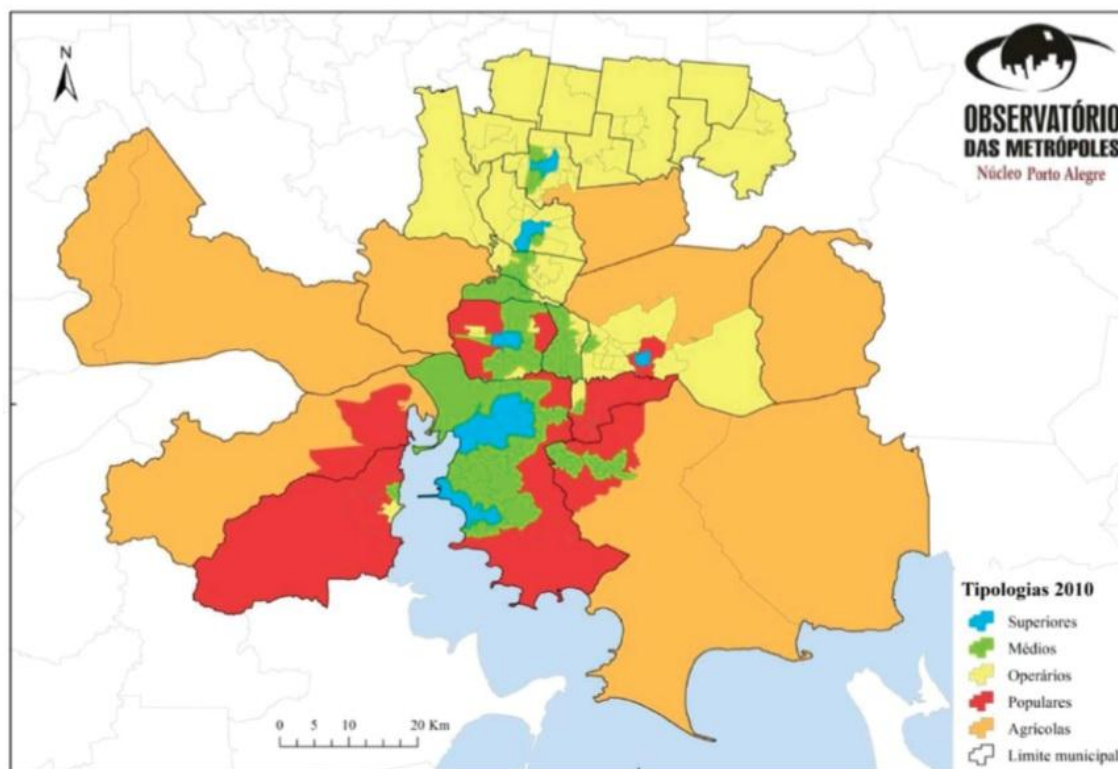 N
OBSERVATÓRIO
DAS METRÓPOLES
Núcleo Porto Alegre
Tipologias 2010
Superiores
Médios
Operários
Populares
Agrícolas
Limite municipal
0 5 10 20 Km